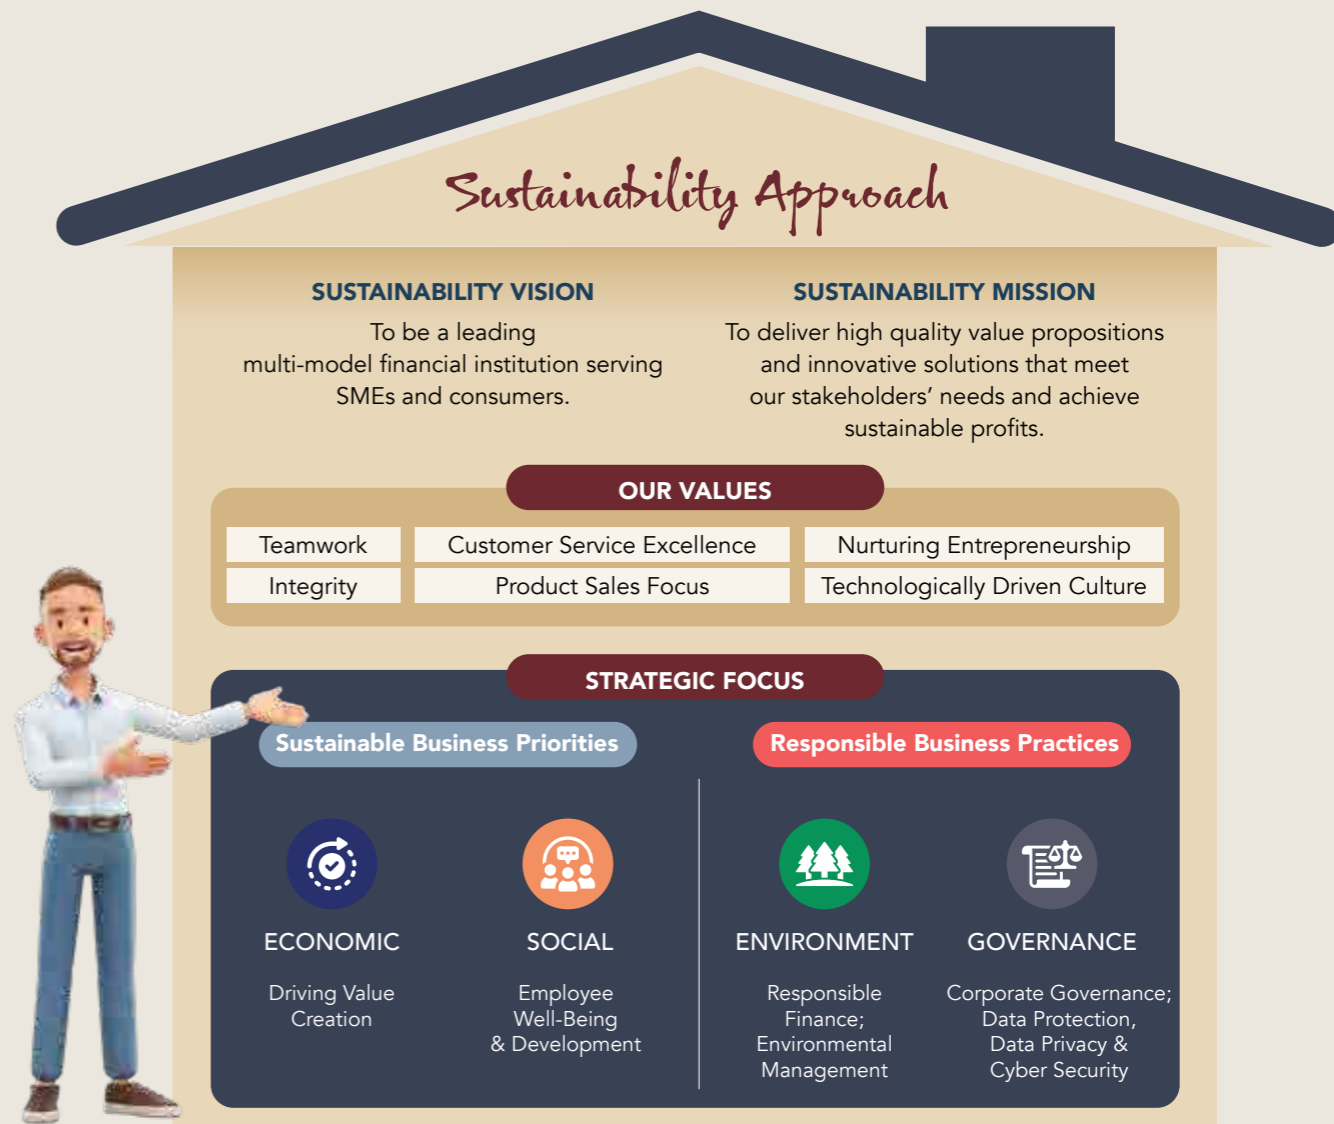 Sustainability Approach
SUSTAINABILITY VISION
To be a leading
multi-model financial institution serving
SMEs and consumers.
SUSTAINABILITY MISSION
To deliver high quality value propositions
and innovative solutions that meet
our stakeholders’ needs and achieve
sustainable profits.
OUR VALUES
Teamwork
Customer Service Excellence
Nurturing Entrepreneurship
Integrity
Product Sales Focus
Technologically Driven Culture
STRATEGIC FOCUS
Sustainable Business Priorities
Responsible Business Practices
ECONOMIC
Driving Value
Creation
SOCIAL
Employee
Well-Being
& Development
ENVIRONMENT
Responsible
Finance;
Environmental
Management
GOVERNANCE
Corporate Governance;
Data Protection,
Data Privacy &
Cyber Security